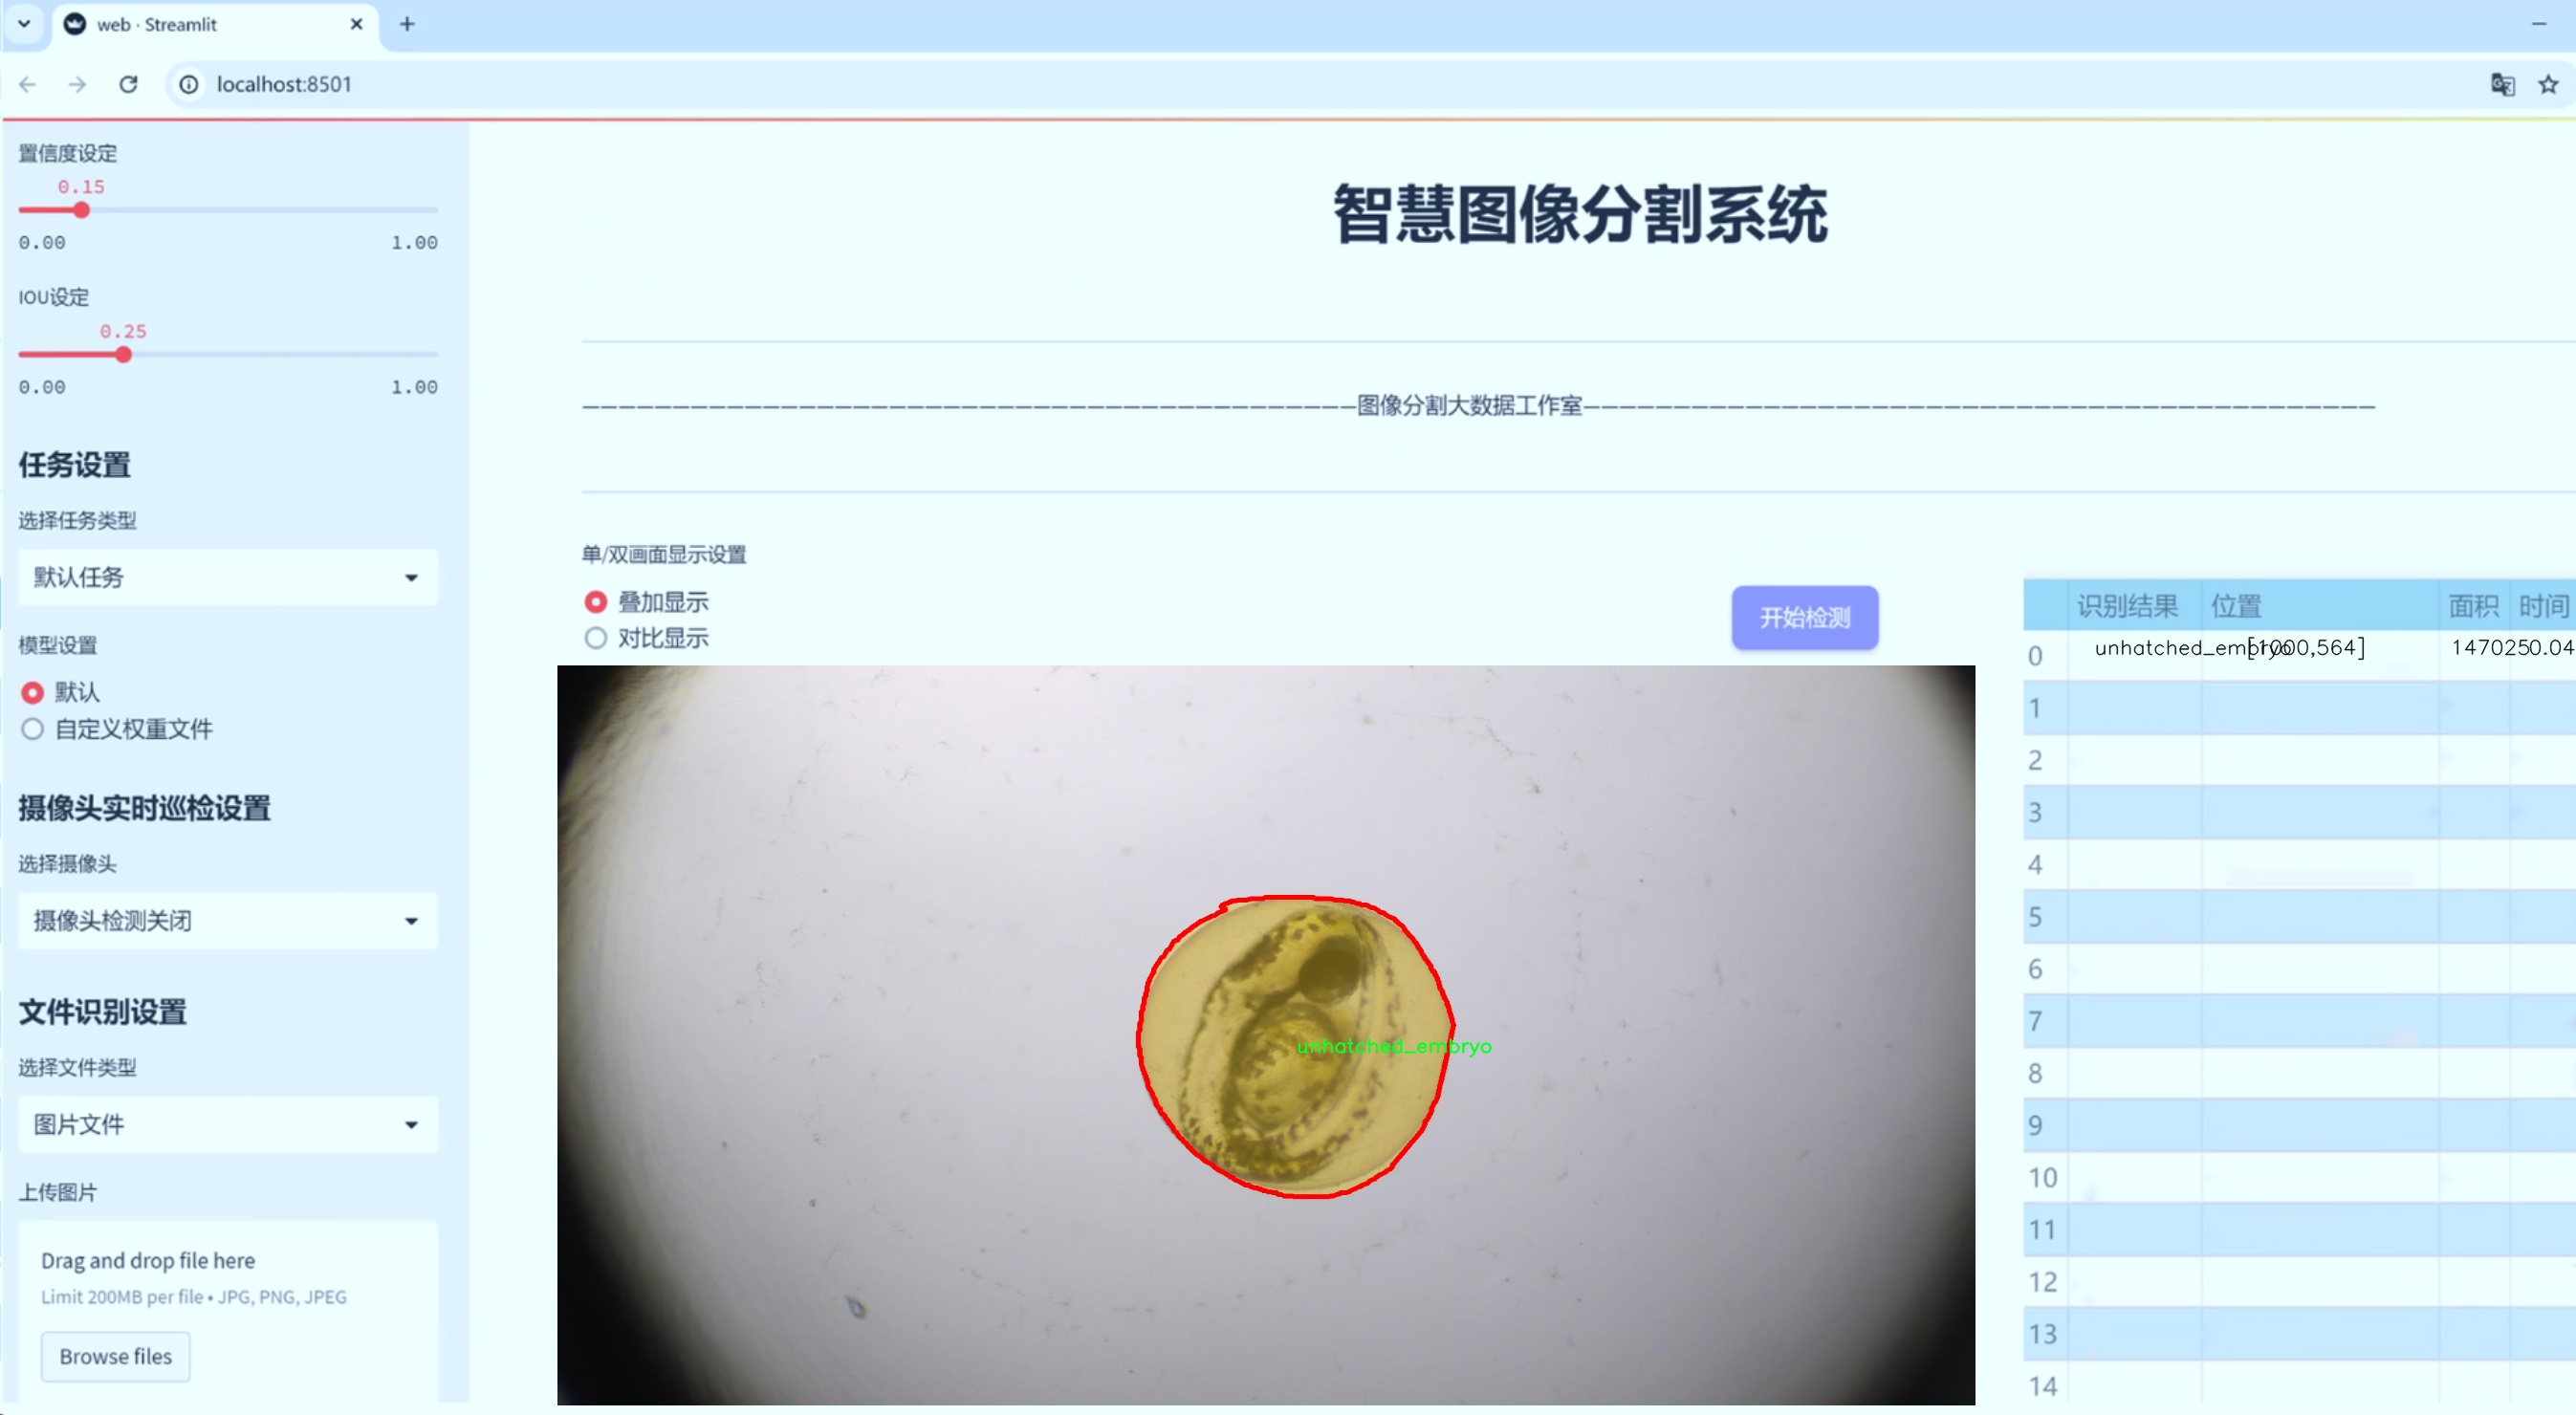 web · Streamlit
localhost:8501
置信度设定
0.15
0.00 1.00
IOU设定
0.25
0.00 1.00
任务设置
选择任务类型
默认任务
模型设置
默认
自定义权重文件
摄像头实时巡检设置
选择摄像头
摄像头检测关闭
文件识别设置
选择文件类型
图片文件
上传图片
Drag and drop file here
Limit 200MB per file • JPG, PNG, JPEG
Browse files
智慧图像分割系统
———————————————————————————————————————————图像分割大数据工作室————————————————————————————————————————————
单/双画面显示设置
叠加显示
对比显示
开始检测
unhatched_embryo
识别结果 位置 面积 时间
0 unhatched_embryo [1000,564] 1470250.04
1
2
3
4
5
6
7
8
9
10
11
12
13
14